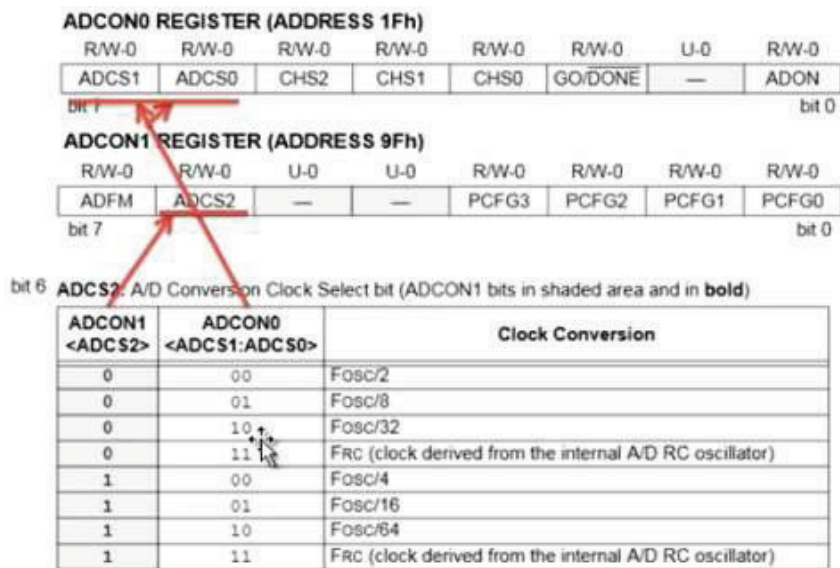 ADCON0 REGISTER (ADDRESS 1Fh)
R/W-0 R/W-0 R/W-0 R/W-0 R/W-0 R/W-0 U-0 R/W-0
ADCS1 ADCS0 CHS2 CHS1 CHS0 GO/DONE — ADON
bit 7 bit 0
ADCON1 REGISTER (ADDRESS 9Fh)
R/W-0 R/W-0 U-0 U-0 R/W-0 R/W-0 R/W-0 R/W-0
ADFM ADCS2 — — PCFG3 PCFG2 PCFG1 PCFG0
bit 7 bit 0
bit 6 ADCS2: A/D Conversion Clock Select bit (ADCON1 bits in shaded area and in bold)
ADCON1 <ADCS2> ADCON0 <ADCS1:ADCS0> Clock Conversion
0 00 FOSC/2
0 01 FOSC/8
0 10 FOSC/32
0 11 FRC (clock derived from the internal A/D RC oscillator)
1 00 FOSC/4
1 01 FOSC/16
1 10 FOSC/64
1 11 FRC (clock derived from the internal A/D RC oscillator)